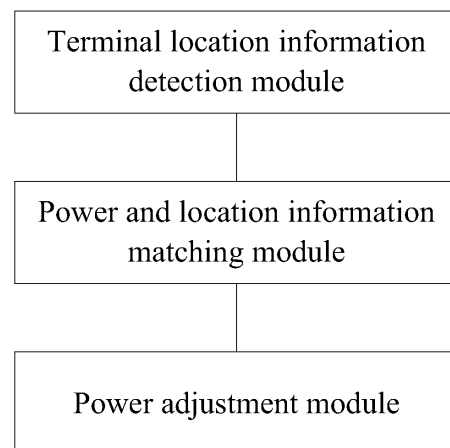 Terminal location information
detection module
Power and location information
matching module
Power adjustment module